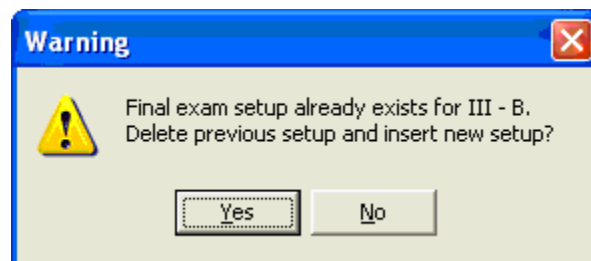 Warning
Final exam setup already exists for III - B.
Delete previous setup and insert new setup?
Yes
No